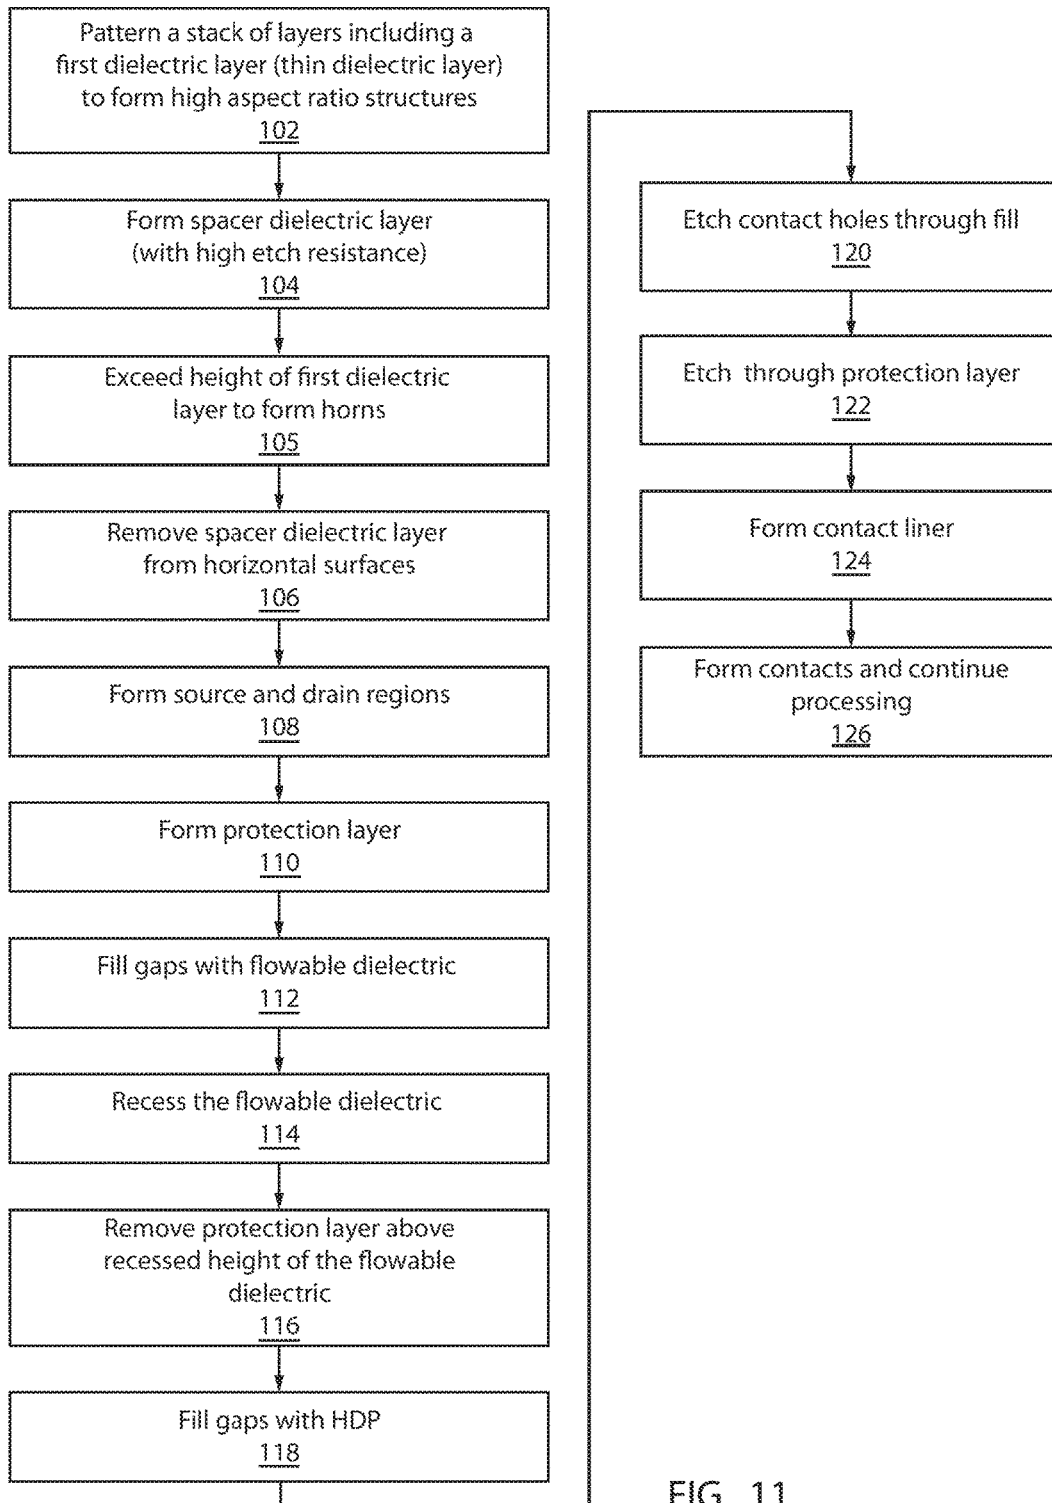 Pattern a stack of layers including a
first dielectric layer (thin dielectric layer)
to form high aspect ratio structures
102
Form spacer dielectric layer
(with high etch resistance)
104
Exceed height of first dielectric
layer to form horns
105
Remove spacer dielectric layer
from horizontal surfaces
106
Form source and drain regions
108
Form protection layer
110
Fill gaps with flowable dielectric
112
Recess the flowable dielectric
114
Remove protection layer above
recessed height of the flowable
dielectric
116
Fill gaps with HDP
118
Etch contact holes through fill
120
Etch through protection layer
122
Form contact liner
124
Form contacts and continue
processing
126
FIG. 11